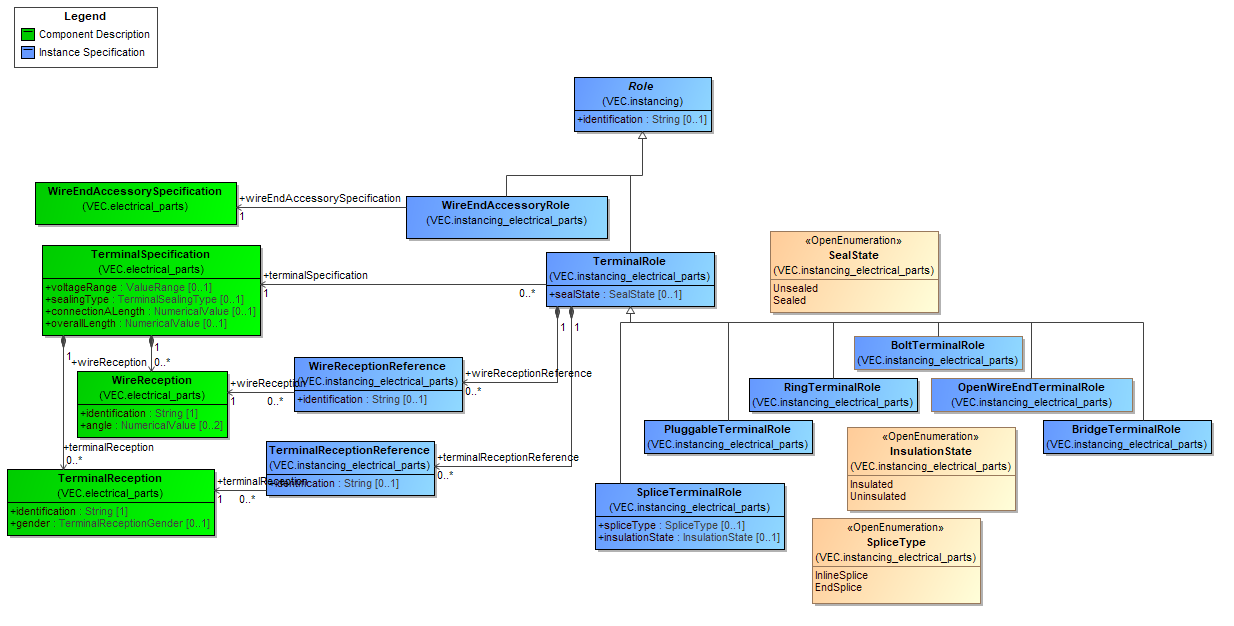 Legend
Component Description
Instance Specification
Role
(VEC.instancing)
+identification : String [0..1]
WireEndAccessorySpecification
(VEC.electrical_parts)
+wireEndAccessorySpecification
1
WireEndAccessoryRole
(VEC.instancing_electrical_parts)
TerminalSpecification
(VEC.electrical_parts)
+voltageRange : ValueRange [0..1]
+sealingType : TerminalSealingType [0..1]
+connectionALength : NumericalValue [0..1]
+overallLength : NumericalValue [0..1]
+terminalSpecification
1
0..*
TerminalRole
(VEC.instancing_electrical_parts)
+sealState : SealState [0..1]
«OpenEnumeration»
SealState
(VEC.instancing_electrical_parts)
Unsealed
Sealed
1
1
1
1
+wireReception
0..*
WireReception
(VEC.electrical_parts)
+identification : String [1]
+angle : NumericalValue [0..2]
+wireReception
1
0..*
WireReceptionReference
(VEC.instancing_electrical_parts)
+identification : String [0..1]
+wireReceptionReference
0..*
BoltTerminalRole
(VEC.instancing_electrical_parts)
RingTerminalRole
(VEC.instancing_electrical_parts)
OpenWireEndTerminalRole
(VEC.instancing_electrical_parts)
PluggableTerminalRole
(VEC.instancing_electrical_parts)
BridgeTerminalRole
(VEC.instancing_electrical_parts)
+terminalReception
0..*
TerminalReception
(VEC.electrical_parts)
+identification : String [1]
+gender : TerminalReceptionGender [0..1]
+terminalReception
1
0..*
TerminalReceptionReference
(VEC.instancing_electrical_parts)
+identification : String [0..1]
+terminalReceptionReference
0..*
«OpenEnumeration»
InsulationState
(VEC.instancing_electrical_parts)
Insulated
Uninsulated
SpliceTerminalRole
(VEC.instancing_electrical_parts)
+spliceType : SpliceType [0..1]
+insulationState : InsulationState [0..1]
«OpenEnumeration»
SpliceType
(VEC.instancing_electrical_parts)
InlineSplice
EndSplice